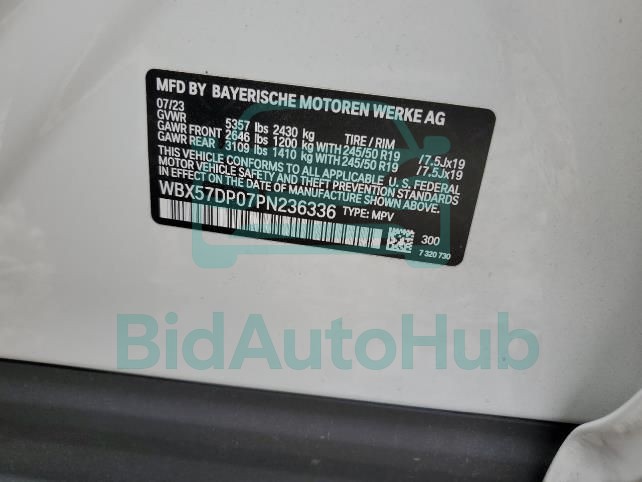 MFD BY BAYERISCHE MOTOREN WERKE AG
07/23
GVWR 5357 lbs 2430 kg TIRE / RIM
GAWR FRONT 2646 lbs 1200 kg WITH 245/50 R19 /7.5Jx19
GAWR REAR 3109 lbs 1410 kg WITH 245/50 R19 /7.5Jx19
THIS VEHICLE CONFORMS TO ALL APPLICABLE FEDERAL
MOTOR VEHICLE SAFETY AND THEFT PREVENTION STANDARDS
IN EFFECT ON THE DATE OF MANUFACTURE SHOWN ABOVE.
WBX57DP07PN236336 TYPE: MPV
300
7 320 730
BidAutoHub